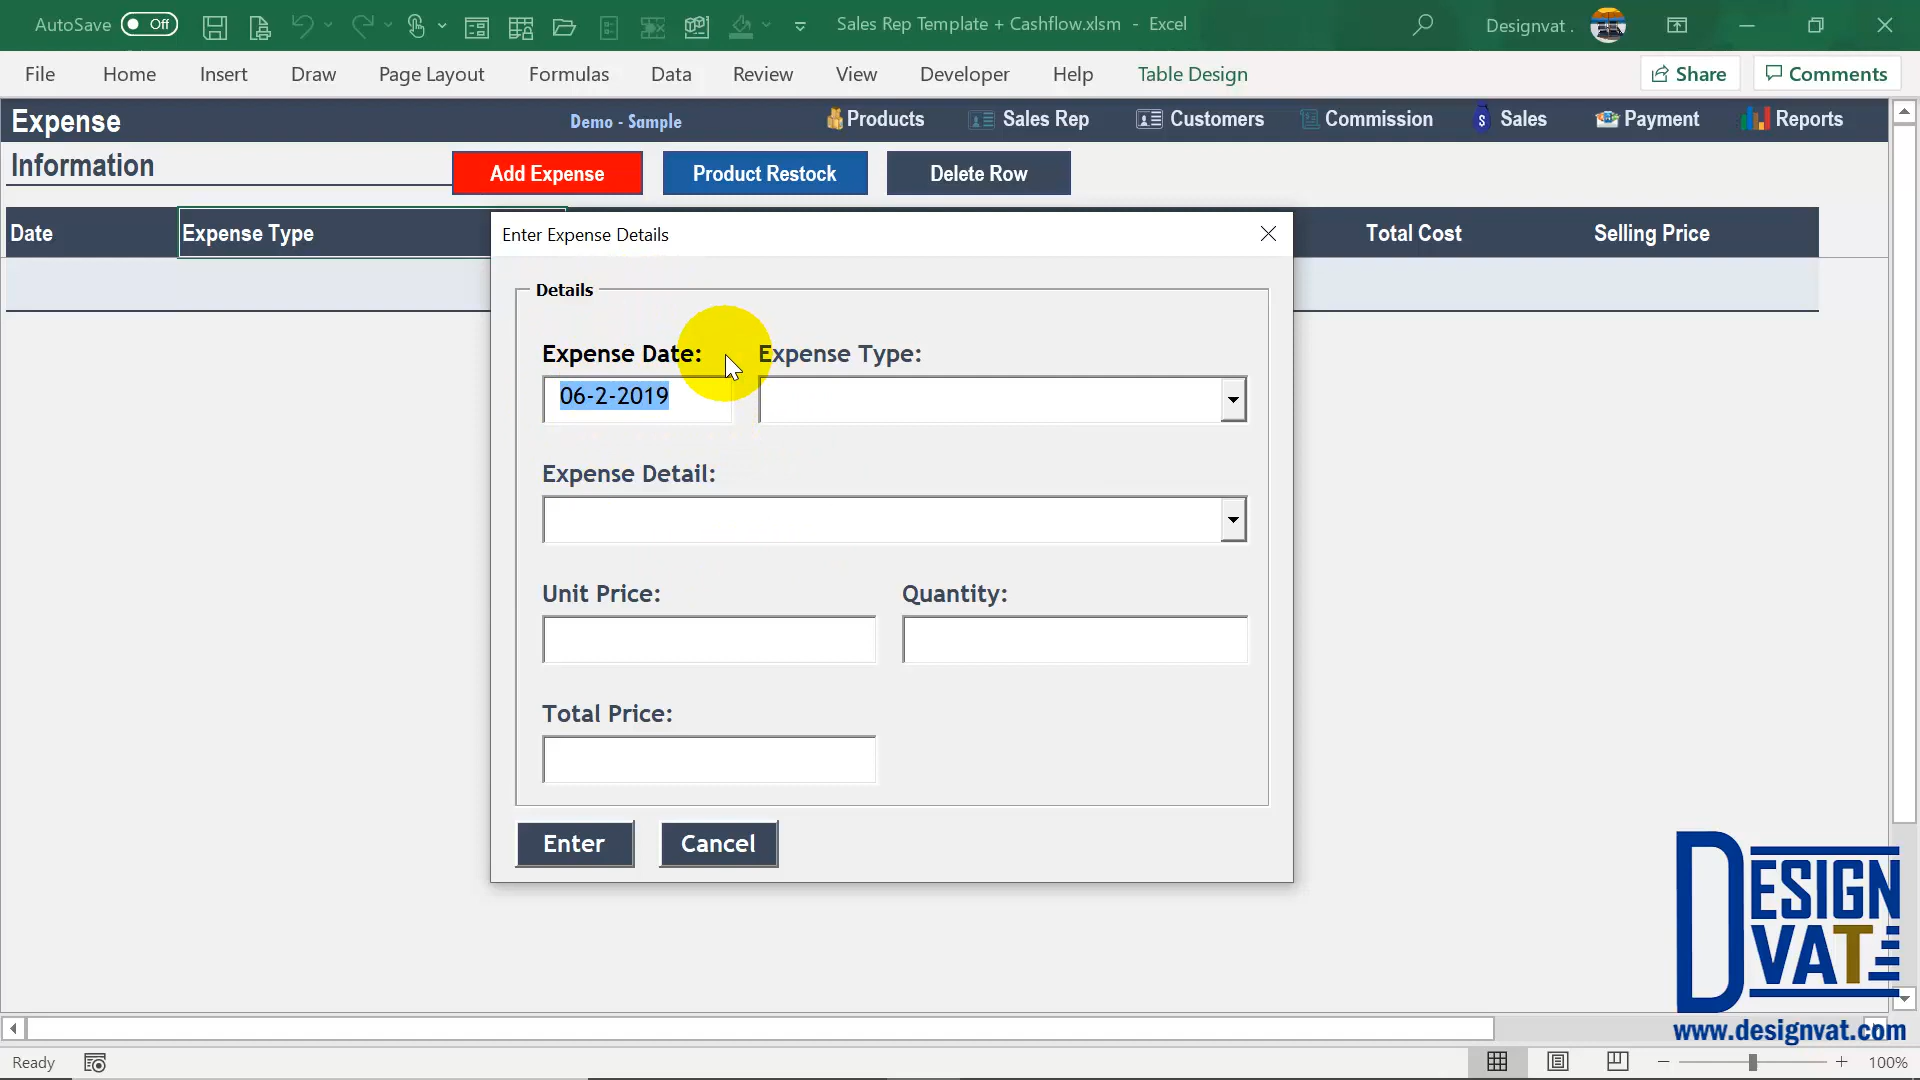 AutoSave Off
Sales Rep Template + Cashflow.xlsm - Excel
Designvat .
File Home Insert Draw Page Layout Formulas Data Review View Developer Help Table Design Share Comments
Expense Demo - Sample Products Sales Rep Customers Commission $ Sales Payment Reports
Information Add Expense Product Restock Delete Row
Date Expense Type Total Cost Selling Price
Enter Expense Details
Details
Expense Date: Expense Type:
06-2-2019
Expense Detail:
Unit Price: Quantity:
Total Price:
Enter Cancel
DESIGN
VAT
www.designvat.com
Ready 100%